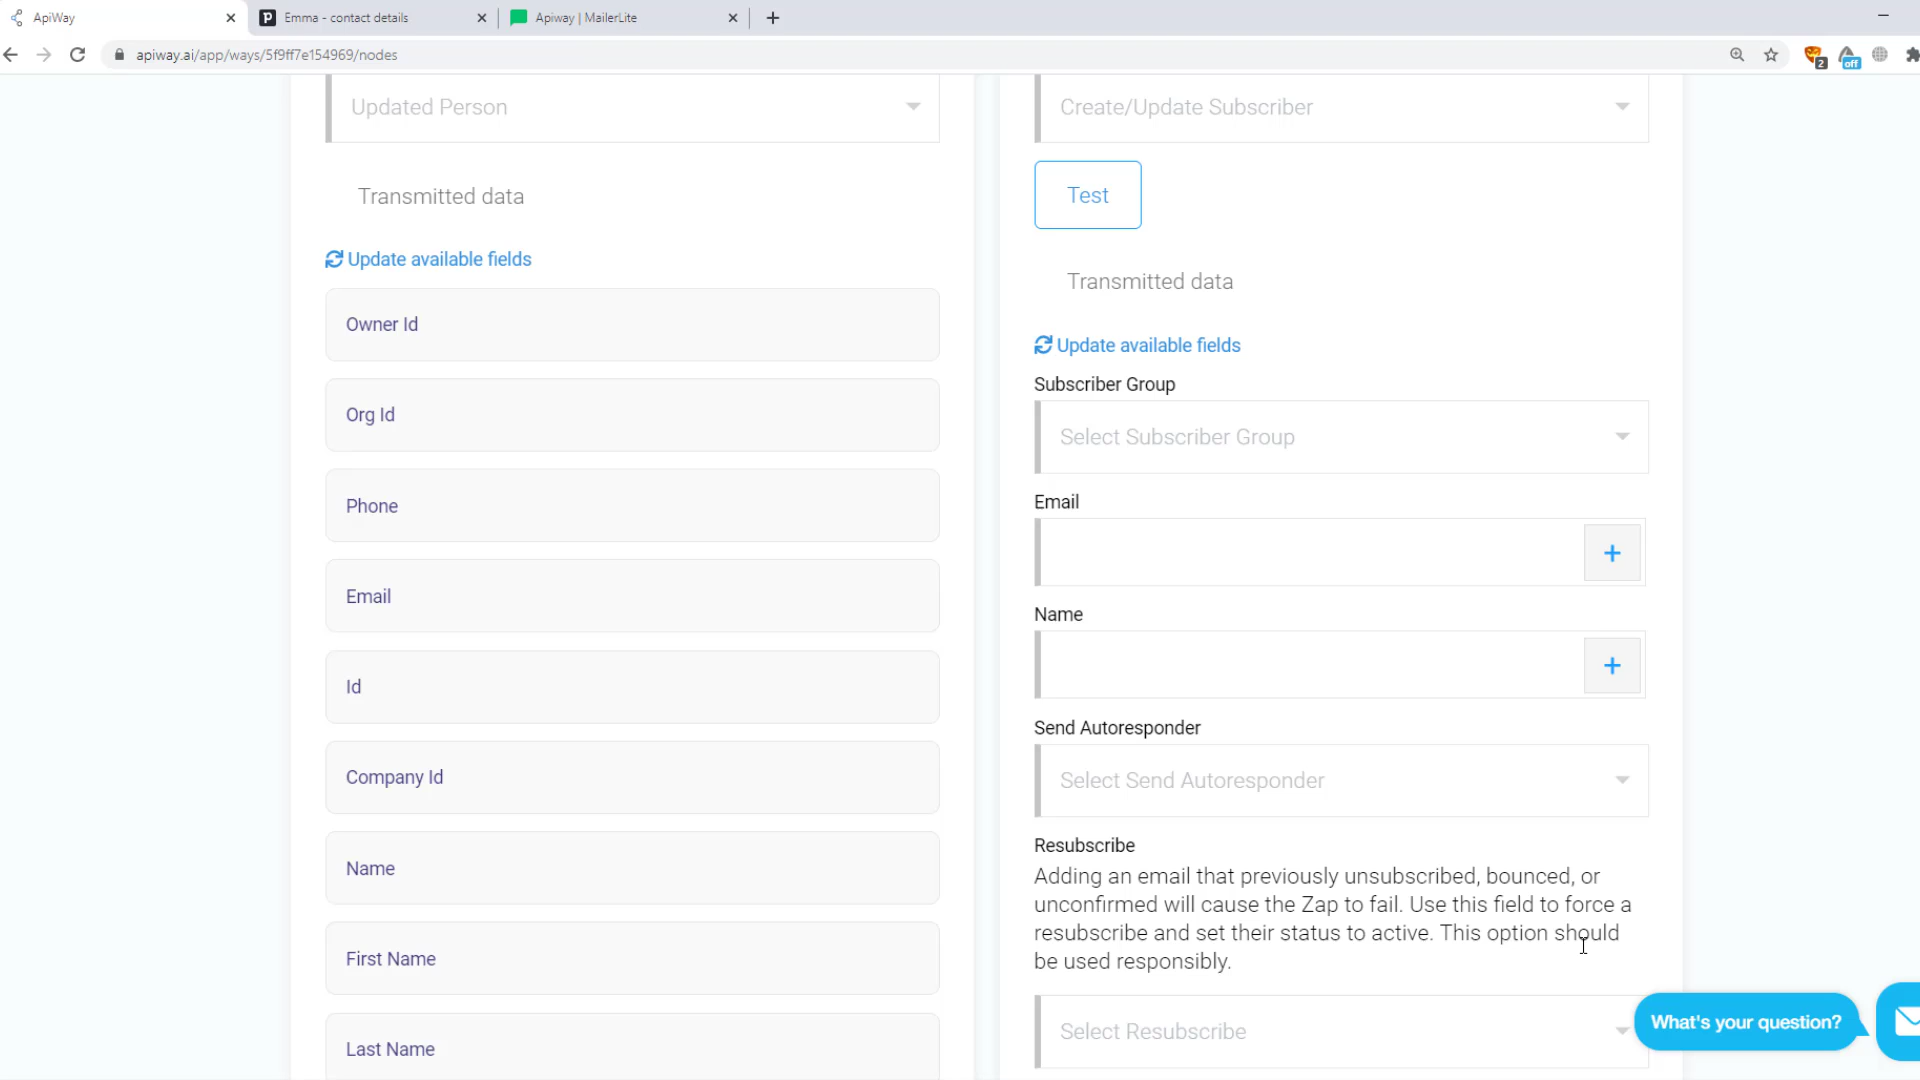 ApiWay
Emma - contact details
Apiway | MailerLite
apiway.ai/app/ways/5f9ff7e154969/nodes
2
off
Updated Person
Transmitted data
Update available fields
Owner Id
Org Id
Phone
Email
Id
Company Id
Name
First Name
Last Name
Create/Update Subscriber
Test
Transmitted data
Update available fields
Subscriber Group
Select Subscriber Group
Email
+
Name
+
Send Autoresponder
Select Send Autoresponder
Resubscribe
Adding an email that previously unsubscribed, bounced, or
unconfirmed will cause the Zap to fail. Use this field to force a
resubscribe and set their status to active. This option should
be used responsibly.
Select Resubscribe
What's your question?